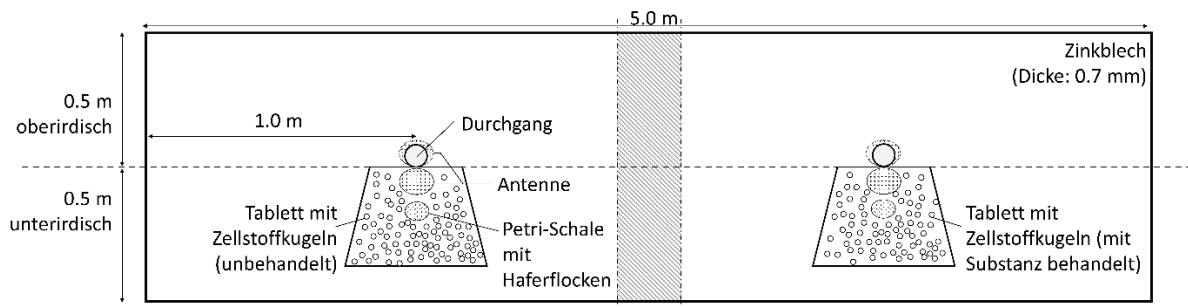 5.0 m
Zinkblech
(Dicke: 0.7 mm)
0.5 m
oberirdisch
1.0 m
Durchgang
Antenne
0.5 m
unterirdisch
Tablett mit
Zellstoffkugeln
(unbehandelt)
Petri-Schale
mit
Haferflocken
Tablett mit
Zellstoffkugeln (mit
Substanz behandelt)